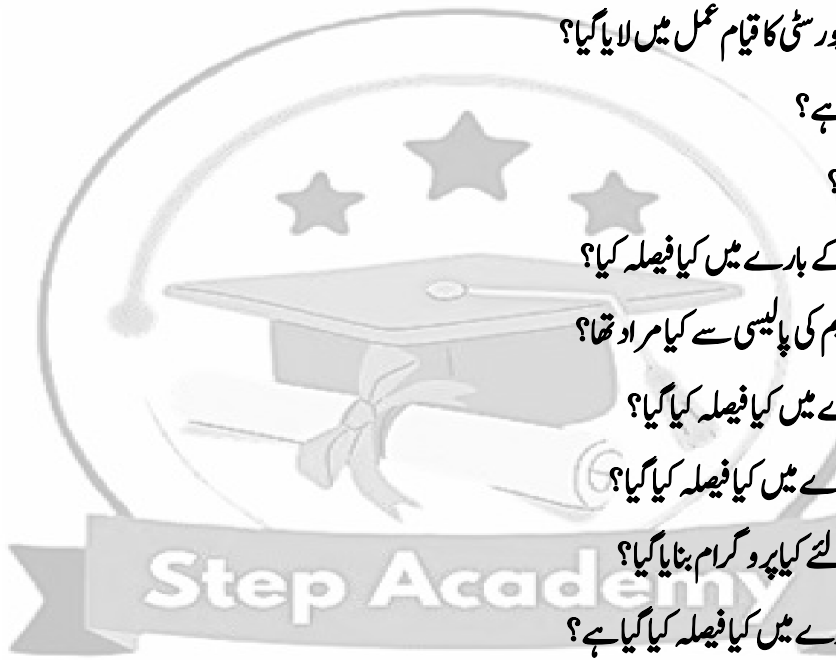 کا قیام عمل میں لایا گیا؟
ہے؟
؟
کے بارے میں کیا فیصلہ کیا؟
کی پالیسی سے کیا مراد تھا؟
میں کیا فیصلہ کیا گیا؟
میں کیا فیصلہ کیا گیا؟
لئے کیا پروگرام بنایا گیا؟
میں کیا فیصلہ کیا گیا ہے؟
Step Academy